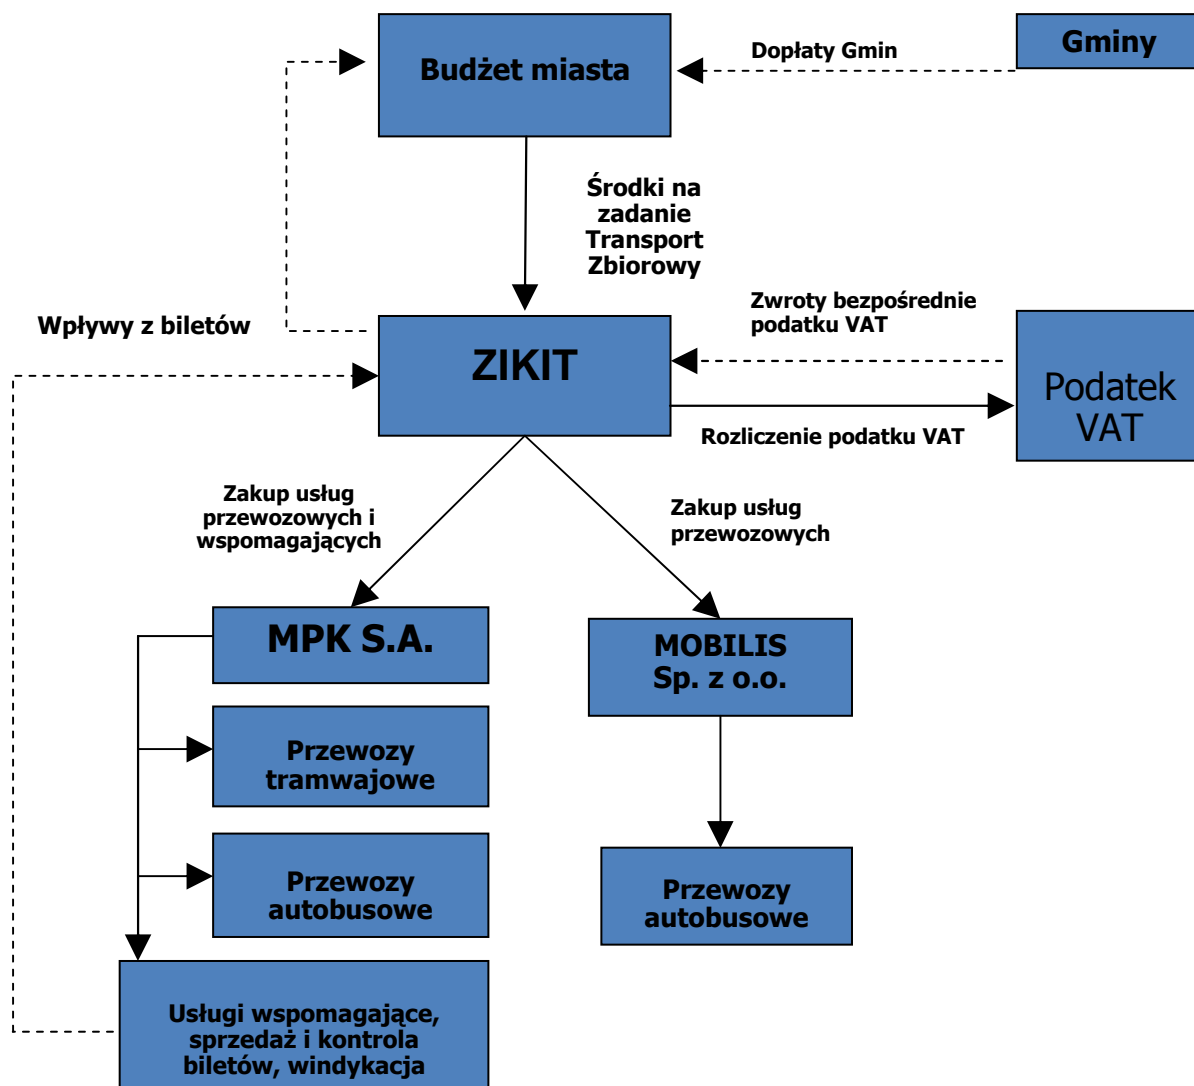 Dopłaty Gmin
Gminy
Budżet miasta
Środki na
zadanie
Transport
Zbiorowy
Wpływy z biletów
Zwroty bezpośrednie
podatku VAT
ZIKIT
Podatek
VAT
Rozliczenie podatku VAT
Zakup usług
przewozowych i
wspomagających
Zakup usług
przewozowych
MPK S.A.
MOBILIS
Sp. z o.o.
Przewozy
tramwajowe
Przewozy
autobusowe
Przewozy
autobusowe
Usługi wspomagające,
sprzedaż i kontrola
biletów, windykacja